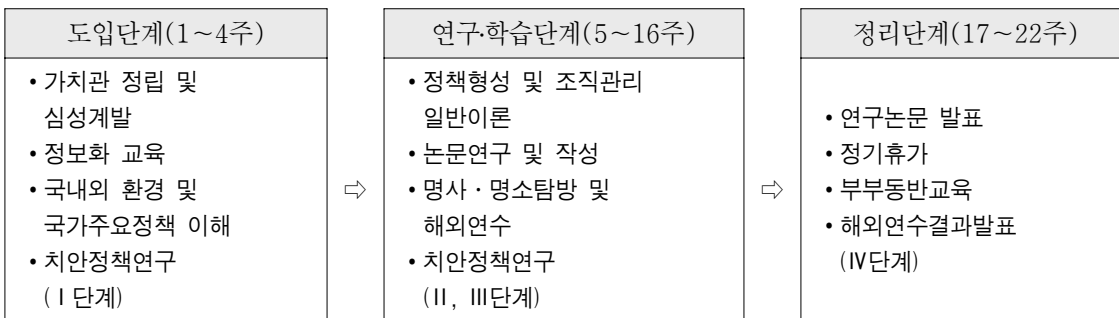 도입단계(1～4주)
• 가치관 정립 및
심성계발
• 정보화 교육
• 국내외 환경 및
국가주요정책 이해
• 치안정책연구
(Ⅰ단계)
⇨
연구·학습단계(5～16주)
• 정책형성 및 조직관리
일반이론
• 논문연구 및 작성
• 명사·명소탐방 및
해외연수
• 치안정책연구
(Ⅱ, Ⅲ단계)
⇨
정리단계(17～22주)
• 연구논문 발표
• 정기휴가
• 부부동반교육
• 해외연수결과발표
(Ⅳ단계)